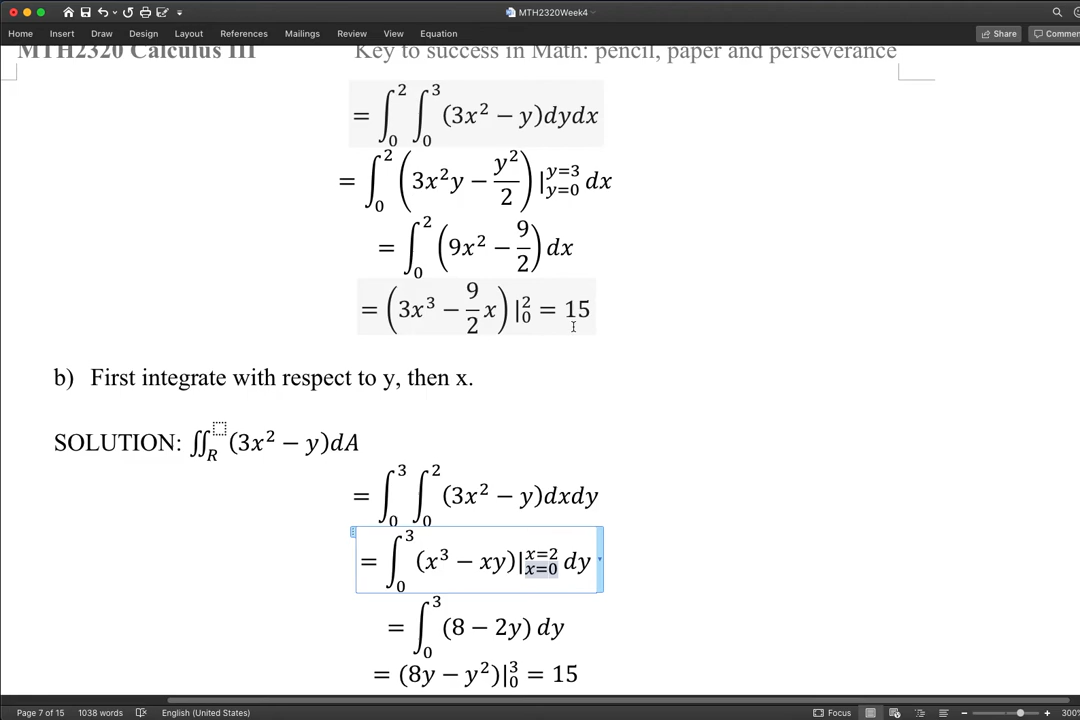 MTH2320Week4
Home Insert Draw Design Layout References Mailings Review View Equation Share Comme
MTH2320 Calculus III Key to success in Math: pencil, paper and perseverance
= ∫₀² ∫₀³ (3x² − y)dydx
= ∫₀² (3x²y − y²/2) |_{y=0}^{y=3} dx
= ∫₀² (9x² − 9/2) dx
= (3x³ − 9/2 x) |₀² = 15
b) First integrate with respect to y, then x.
SOLUTION: ∬_R (3x² − y)dA
= ∫₀³ ∫₀² (3x² − y)dxdy
= ∫₀³ (x³ − xy)|_{x=0}^{x=2} dy
= ∫₀³ (8 − 2y) dy
= (8y − y²)|₀³ = 15
Page 7 of 15 1038 words English (United States) Focus 300%